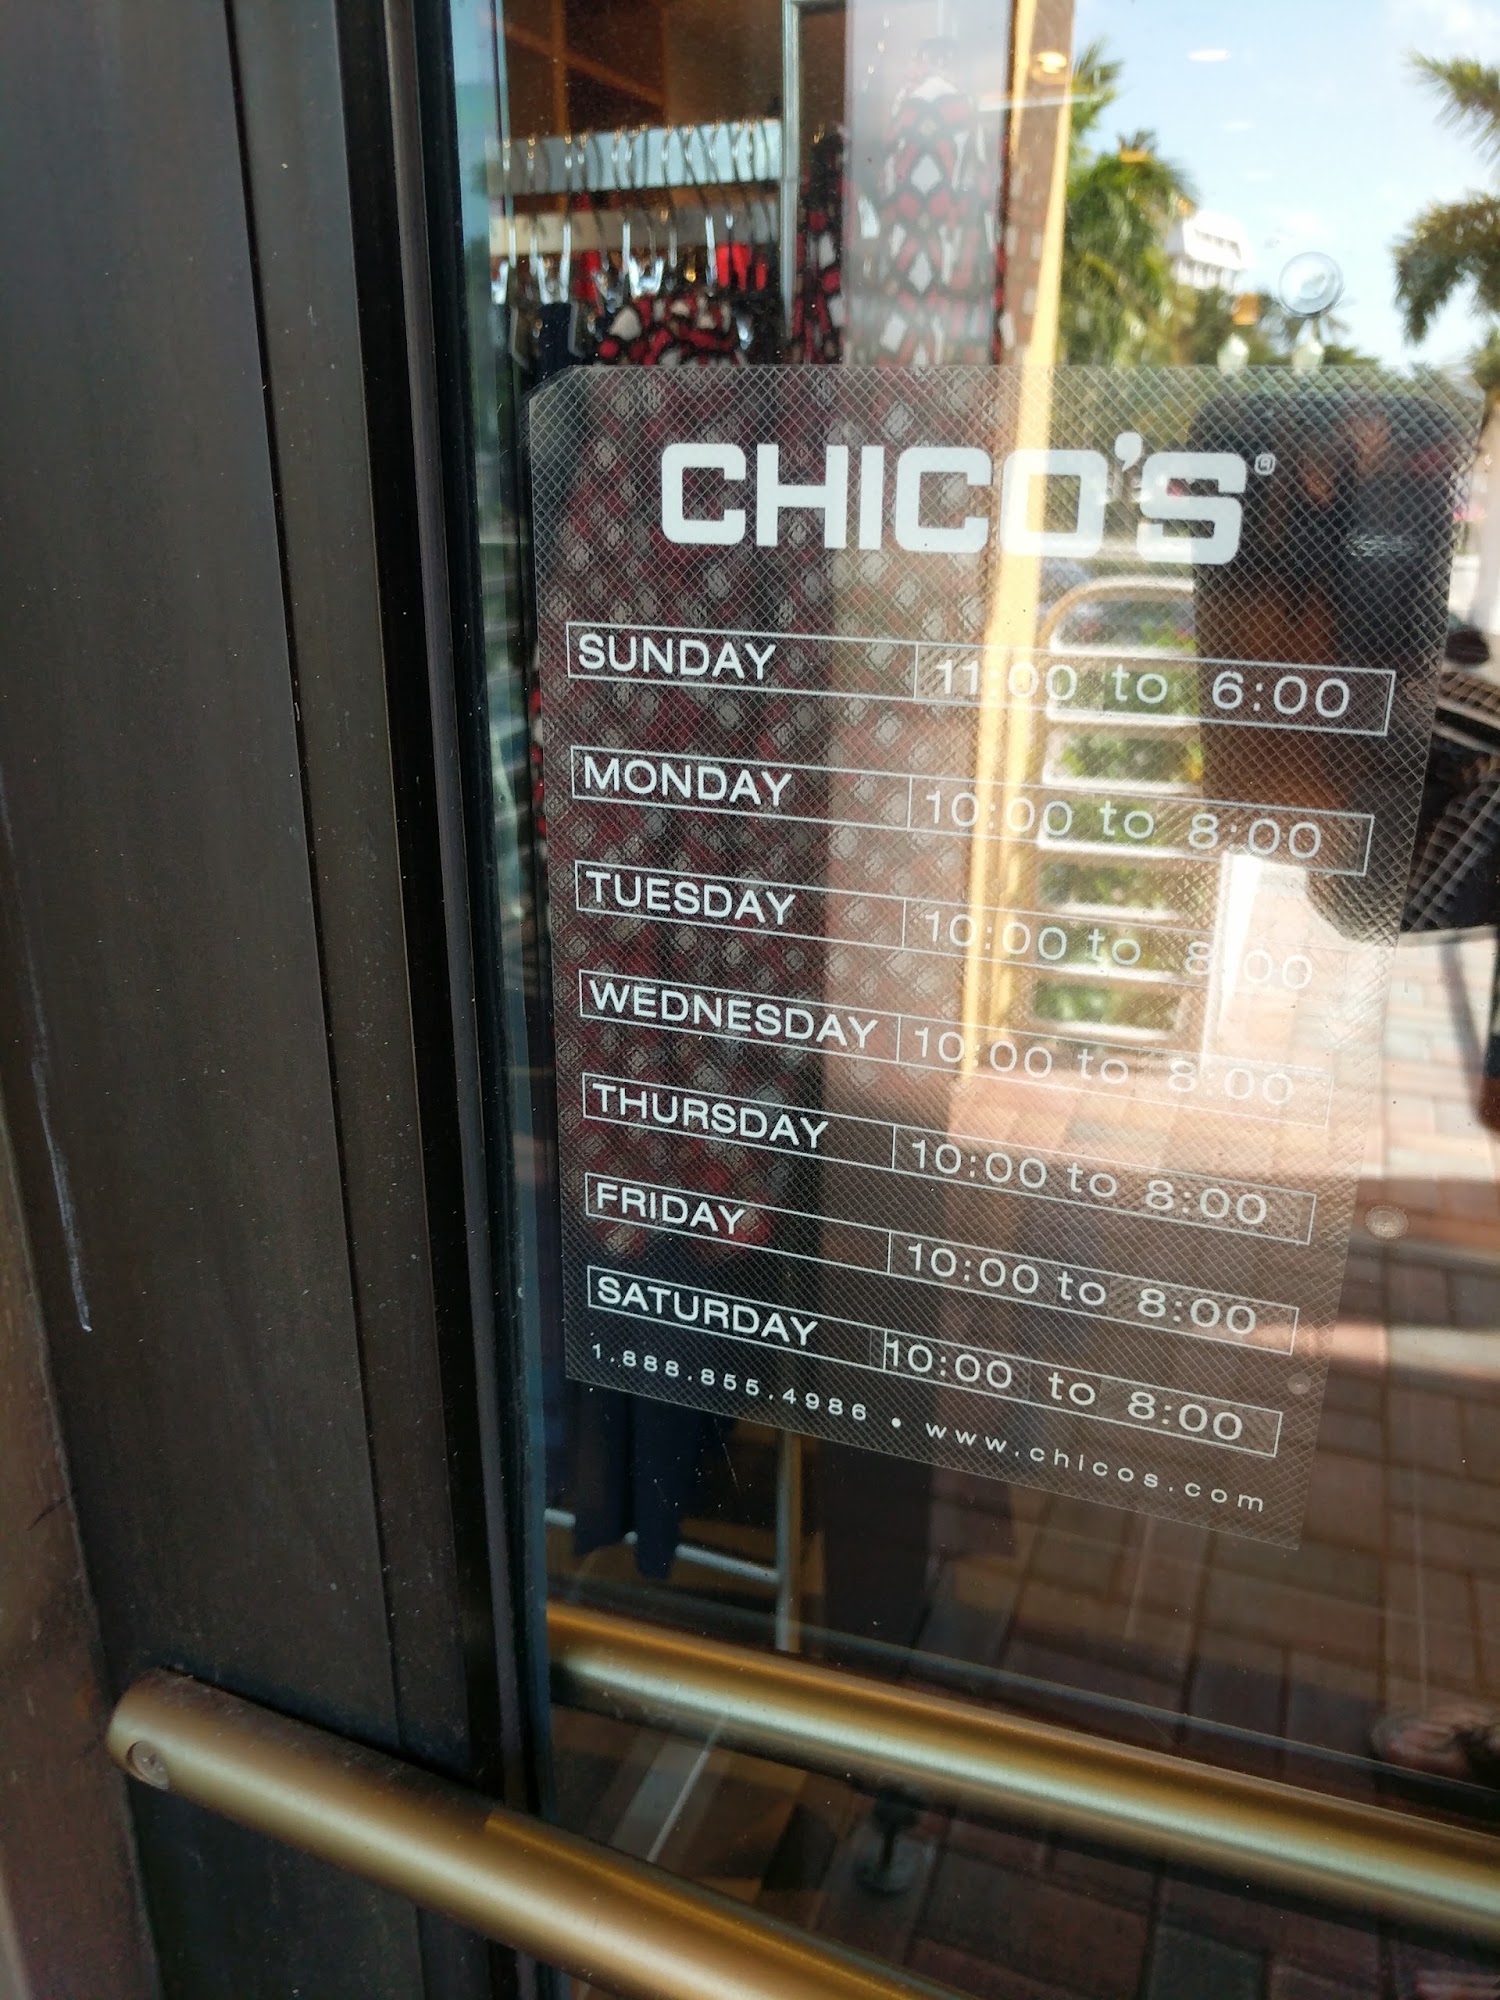 CHICO'S®
SUNDAY 11:00 to 6:00
MONDAY 10:00 to 8:00
TUESDAY 10:00 to 8:00
WEDNESDAY 10:00 to 8:00
THURSDAY 10:00 to 8:00
FRIDAY 10:00 to 8:00
SATURDAY 10:00 to 8:00
1.888.855.4986 • www.chicos.com